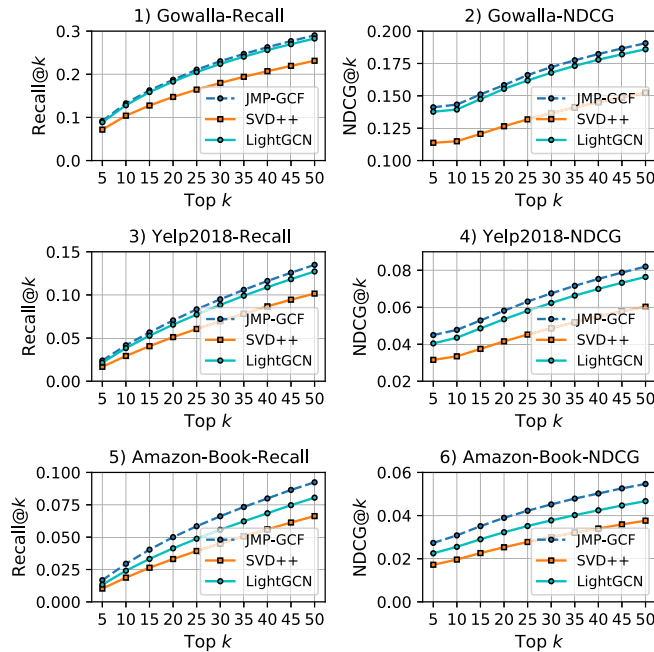 1) Gowalla-Recall
Recall@k
0.3
0.2
0.1
0.0
JMP-GCF
SVD++
LightGCN
5 10 15 20 25 30 35 40 45 50
Top k
2) Gowalla-NDCG
NDCG@k
0.200
0.175
0.150
0.125
0.100
JMP-GCF
SVD++
LightGCN
5 10 15 20 25 30 35 40 45 50
Top k
3) Yelp2018-Recall
Recall@k
0.15
0.10
0.05
0.00
JMP-GCF
SVD++
LightGCN
5 10 15 20 25 30 35 40 45 50
Top k
4) Yelp2018-NDCG
NDCG@k
0.08
0.06
0.04
0.02
JMP-GCF
SVD++
LightGCN
5 10 15 20 25 30 35 40 45 50
Top k
5) Amazon-Book-Recall
Recall@k
0.100
0.075
0.050
0.025
0.000
JMP-GCF
SVD++
LightGCN
5 10 15 20 25 30 35 40 45 50
Top k
6) Amazon-Book-NDCG
NDCG@k
0.06
0.04
0.02
0.00
JMP-GCF
SVD++
LightGCN
5 10 15 20 25 30 35 40 45 50
Top k